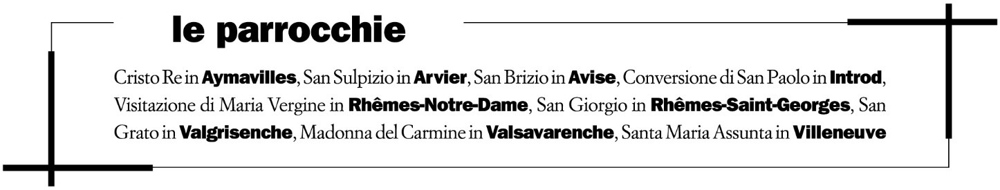 le parrocchie
Cristo Re in Aymavilles, San Sulpizio in Arvier, San Brizio in Avise, Conversione di San Paolo in Introd,
Visitazione di Maria Vergine in Rhêmes-Notre-Dame, San Giorgio in Rhêmes-Saint-Georges, San
Grato in Valgrisenche, Madonna del Carmine in Valsavarenche, Santa Maria Assunta in Villeneuve